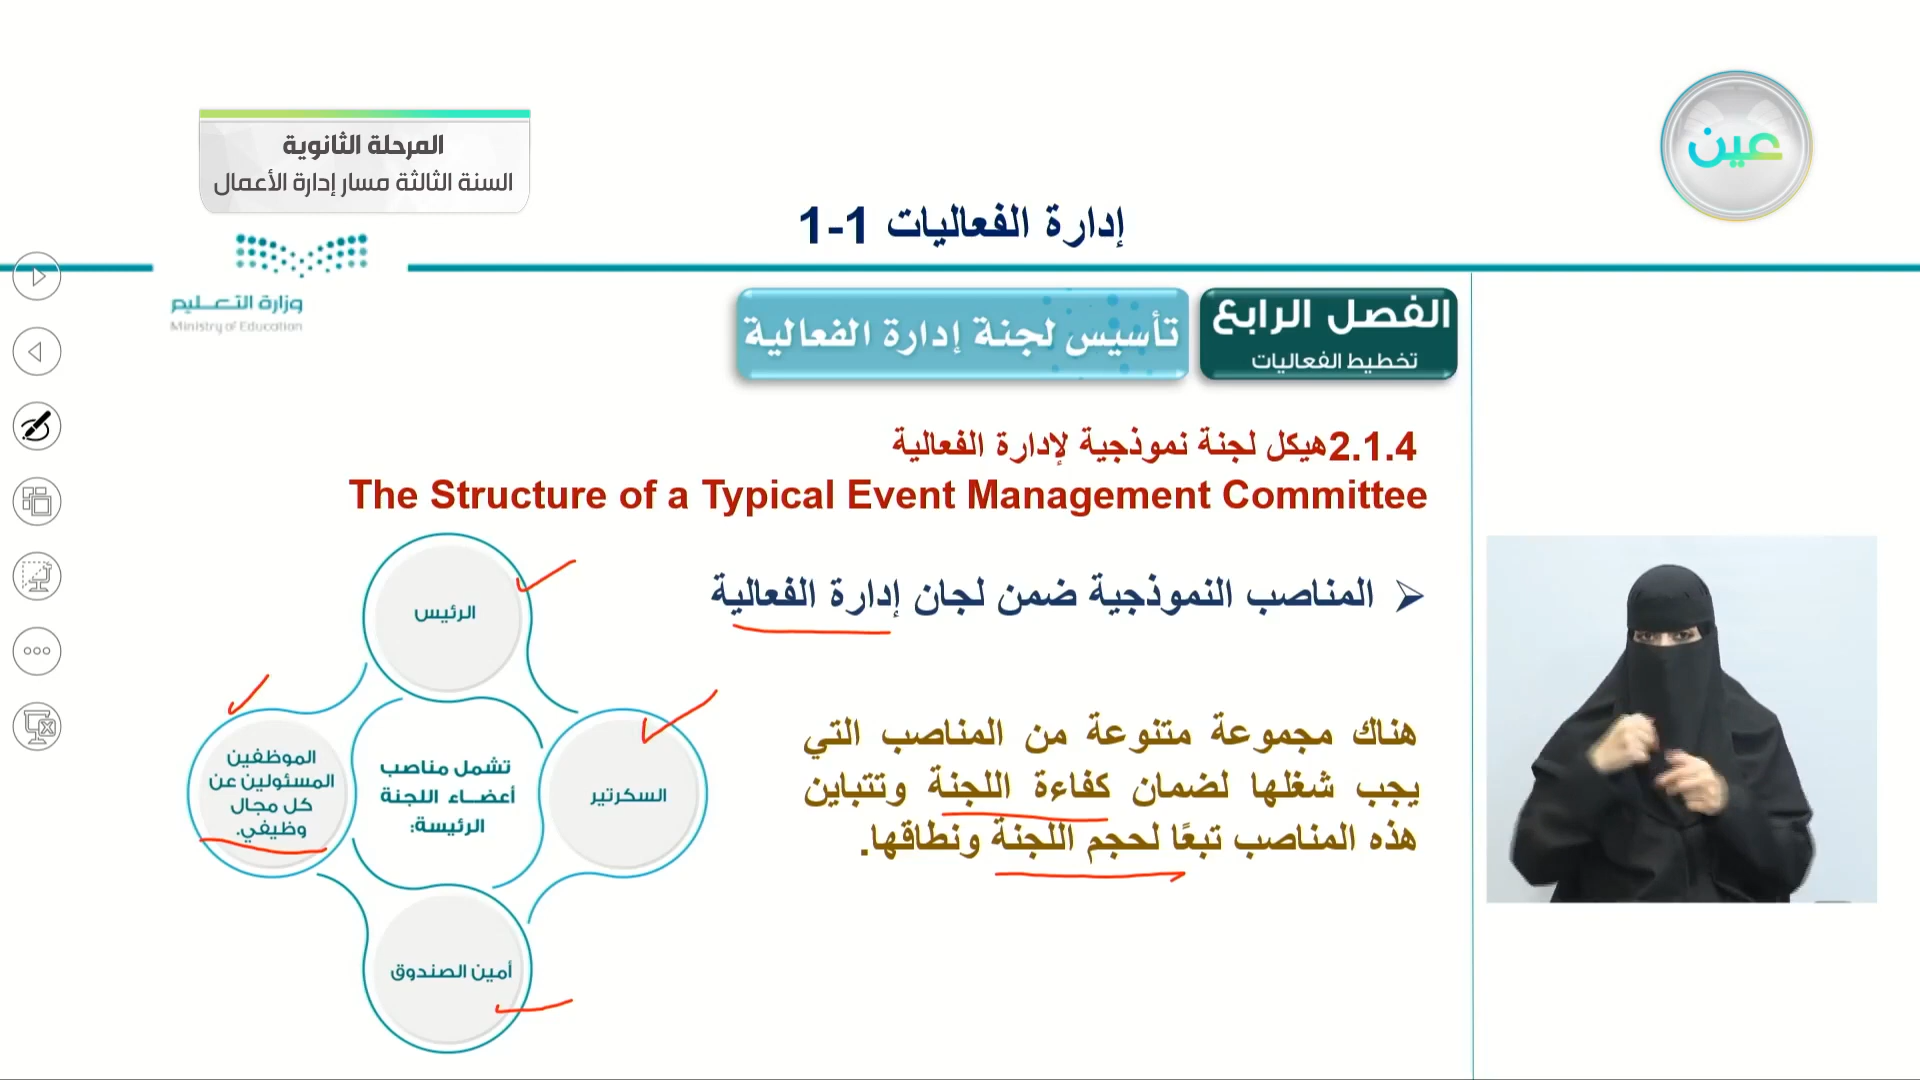 المرحلة الثانوية
السنة الثالثة مسار إدارة الأعمال
عين
إدارة الفعاليات 1-1
وزارة التعـــليم
Ministry of Education
الفصل الرابع
تخطيط الفعاليات
تأسيس لجنة إدارة الفعالية
2.1.4هيكل لجنة نموذجية لإدارة الفعالية
The Structure of a Typical Event Management Committee
المناصب النموذجية ضمن لجان إدارة الفعالية
هناك مجموعة متنوعة من المناصب التي
يجب شغلها لضمان كفاءة اللجنة وتتباين
هذه المناصب تبعًا لحجم اللجنة ونطاقها.
الرئيس
السكرتير
تشمل مناصب
أعضـــاء اللجنة
الرئيسة:
الموظفين
المسئولين عن
كل مجال
وظيفي.
أمين الصندوق